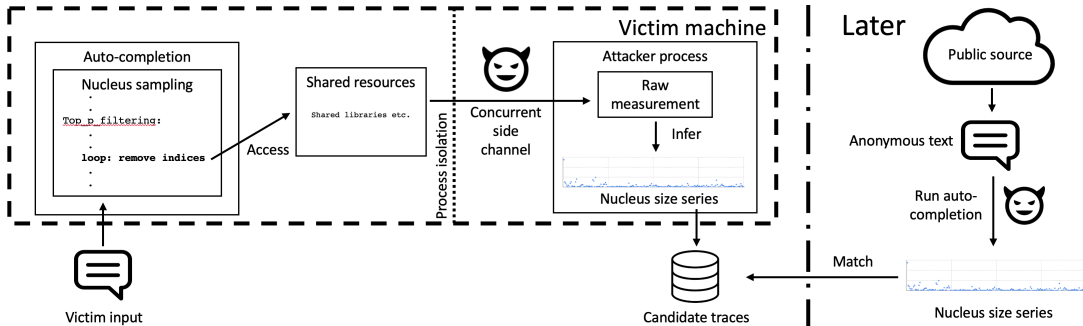 Victim machine
Auto-completion
Nucleus sampling
.
.
Top_p_filtering:
.
.
loop: remove indices
.
.
.
Access
Shared resources
Shared libraries etc.
Process isolation
Concurrent
side
channel
Attacker process
Raw
measurement
Infer
Nucleus size series
Victim input
Candidate traces
Later
Public source
Anonymous text
Run auto-
completion
Match
Nucleus size series